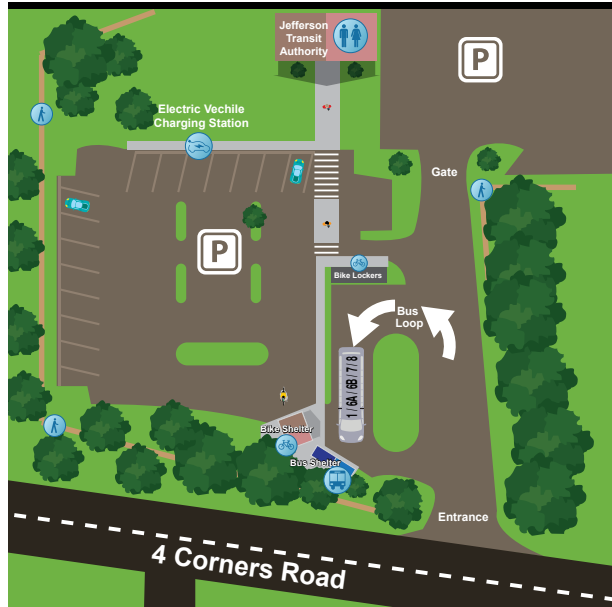 Jefferson
Transit
Authority
P
Electric Vechile
Charging Station
Gate
P
Bike Lockers
Bus
Loop
1/6A/6B/7/8
Bike Shelter
Bus Shelter
Entrance
4 Corners Road